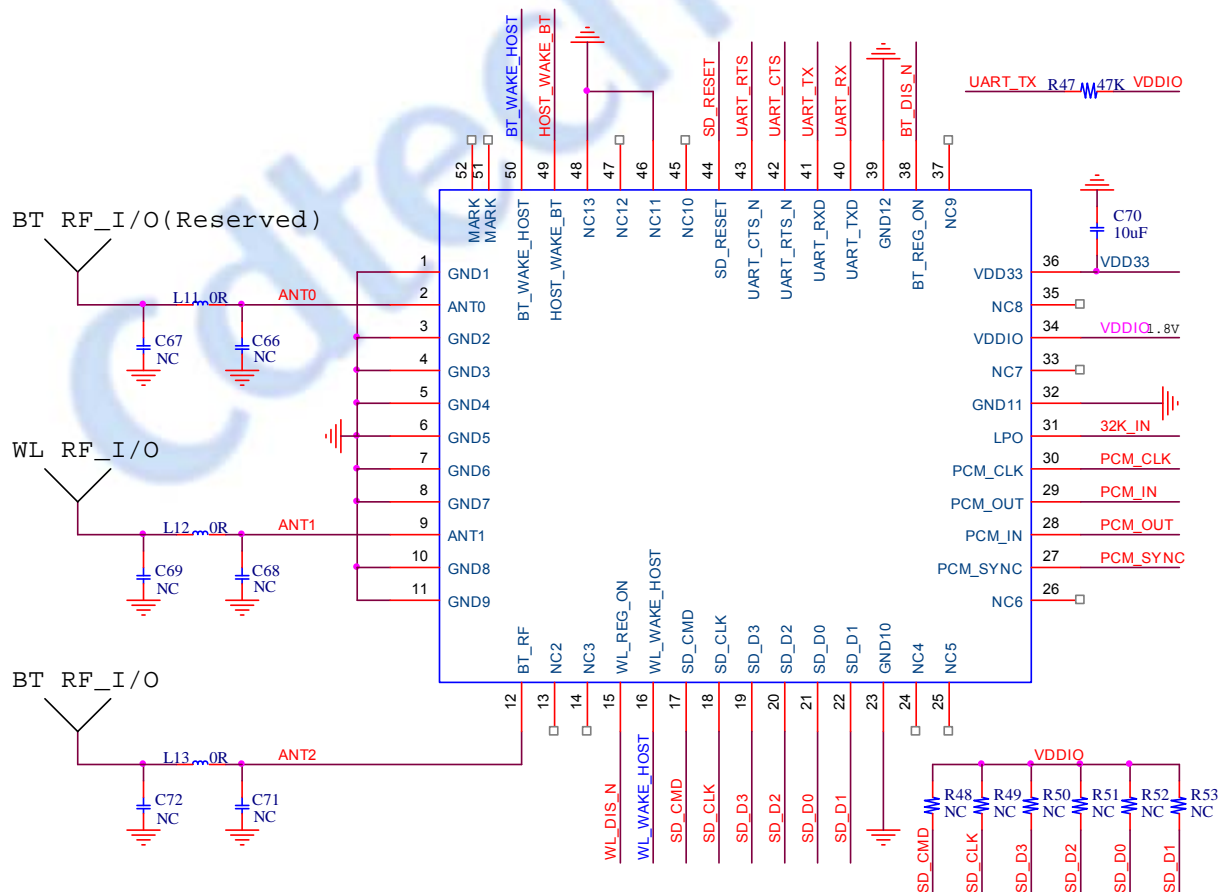 Cdtech
BT_WAKE_HOST
HOST_WAKE_BT
SD_RESET
UART_RTS
UART_CTS
UART_TX
UART_RX
BT_DIS_N
UART_TX R47 47K VDDIO
52 51 50 49 48 47 46 45 44 43 42 41 40 39 38 37
MARK
MARK
BT_WAKE_HOST
HOST_WAKE_BT
NC13
NC12
NC11
NC10
SD_RESET
UART_CTS_N
UART_RTS_N
UART_RXD
UART_TXD
GND12
BT_REG_ON
NC9
C70
10uF
BT RF_I/O(Reserved)
L11 0R ANT0
C67
NC
C66
NC
WL RF_I/O
L12 0R ANT1
C69
NC
C68
NC
BT RF_I/O
L13 0R ANT2
C72
NC
C71
NC
1 GND1
2 ANT0
3 GND2
4 GND3
5 GND4
6 GND5
7 GND6
8 GND7
9 ANT1
10 GND8
11 GND9
VDD33 36 VDD33
NC8 35
VDDIO 34 VDDIO 1.8V
NC7 33
GND11 32
LPO 31 32K_IN
PCM_CLK 30 PCM_CLK
PCM_OUT 29 PCM_IN
PCM_IN 28 PCM_OUT
PCM_SYNC 27 PCM_SYNC
NC6 26
BT_RF
NC2
NC3
WL_REG_ON
WL_WAKE_HOST
SD_CMD
SD_CLK
SD_D3
SD_D2
SD_D0
SD_D1
GND10
NC4
NC5
12 13 14 15 16 17 18 19 20 21 22 23 24 25
WL_DIS_N
WL_WAKE_HOST
SD_CMD
SD_CLK
SD_D3
SD_D2
SD_D0
SD_D1
VDDIO
R48
NC
R49
NC
R50
NC
R51
NC
R52
NC
R53
NC
SD_CMD
SD_CLK
SD_D3
SD_D2
SD_D0
SD_D1